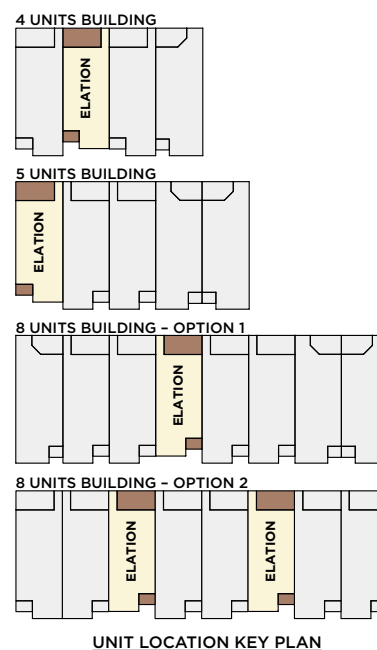 4 UNITS BUILDING
ELATION
5 UNITS BUILDING
ELATION
8 UNITS BUILDING – OPTION 1
ELATION
8 UNITS BUILDING – OPTION 2
ELATION
ELATION
UNIT LOCATION KEY PLAN